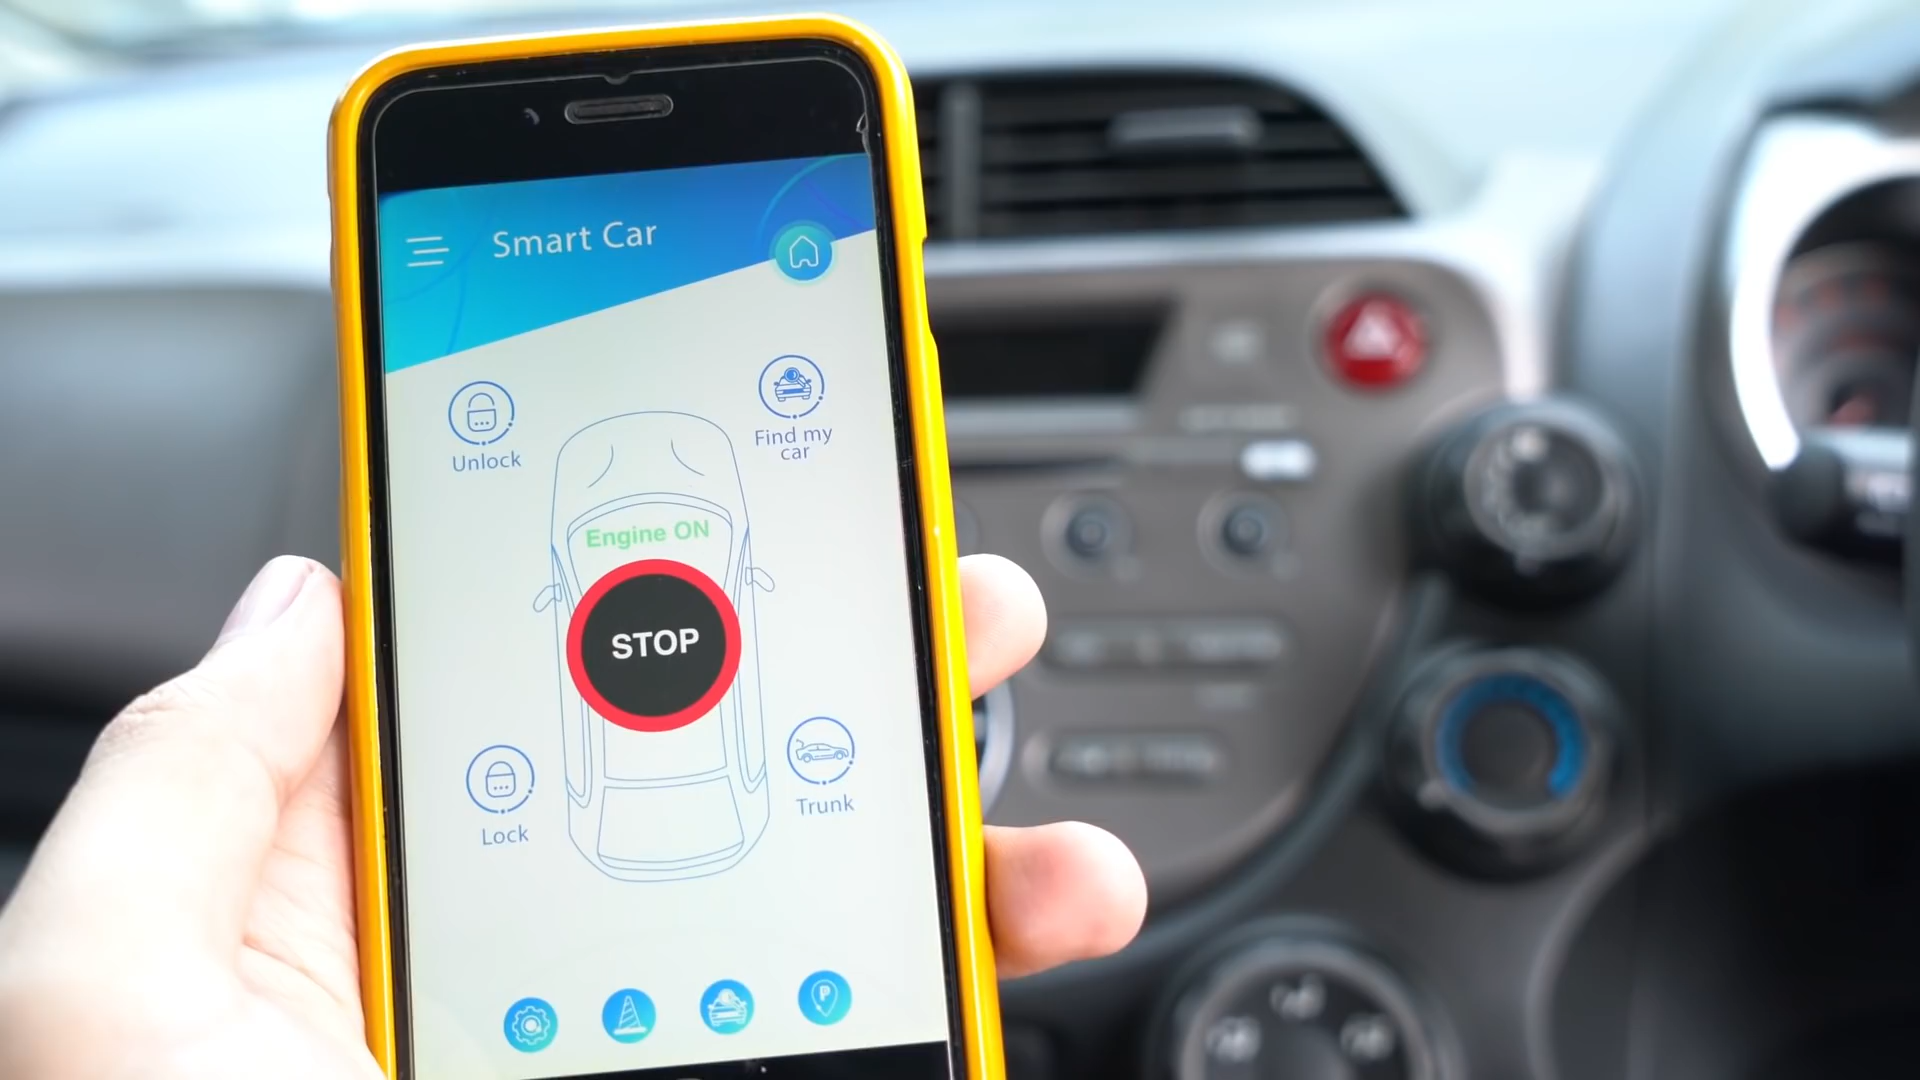 Smart Car
Unlock
Find my
car
Engine ON
STOP
Lock
Trunk
P